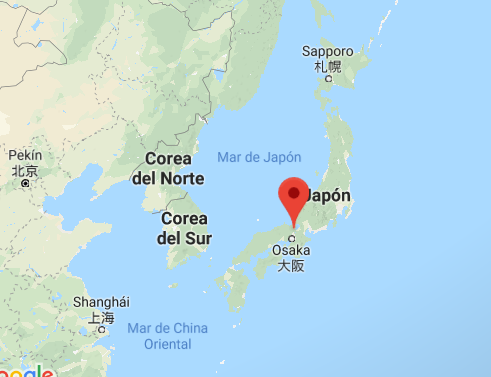 Sapporo
札幌
Pekín
北京
Mar de Japón
Corea
del Norte
Japón
Corea
del Sur
Osaka
大阪
Shanghái
上海
Mar de China
Oriental